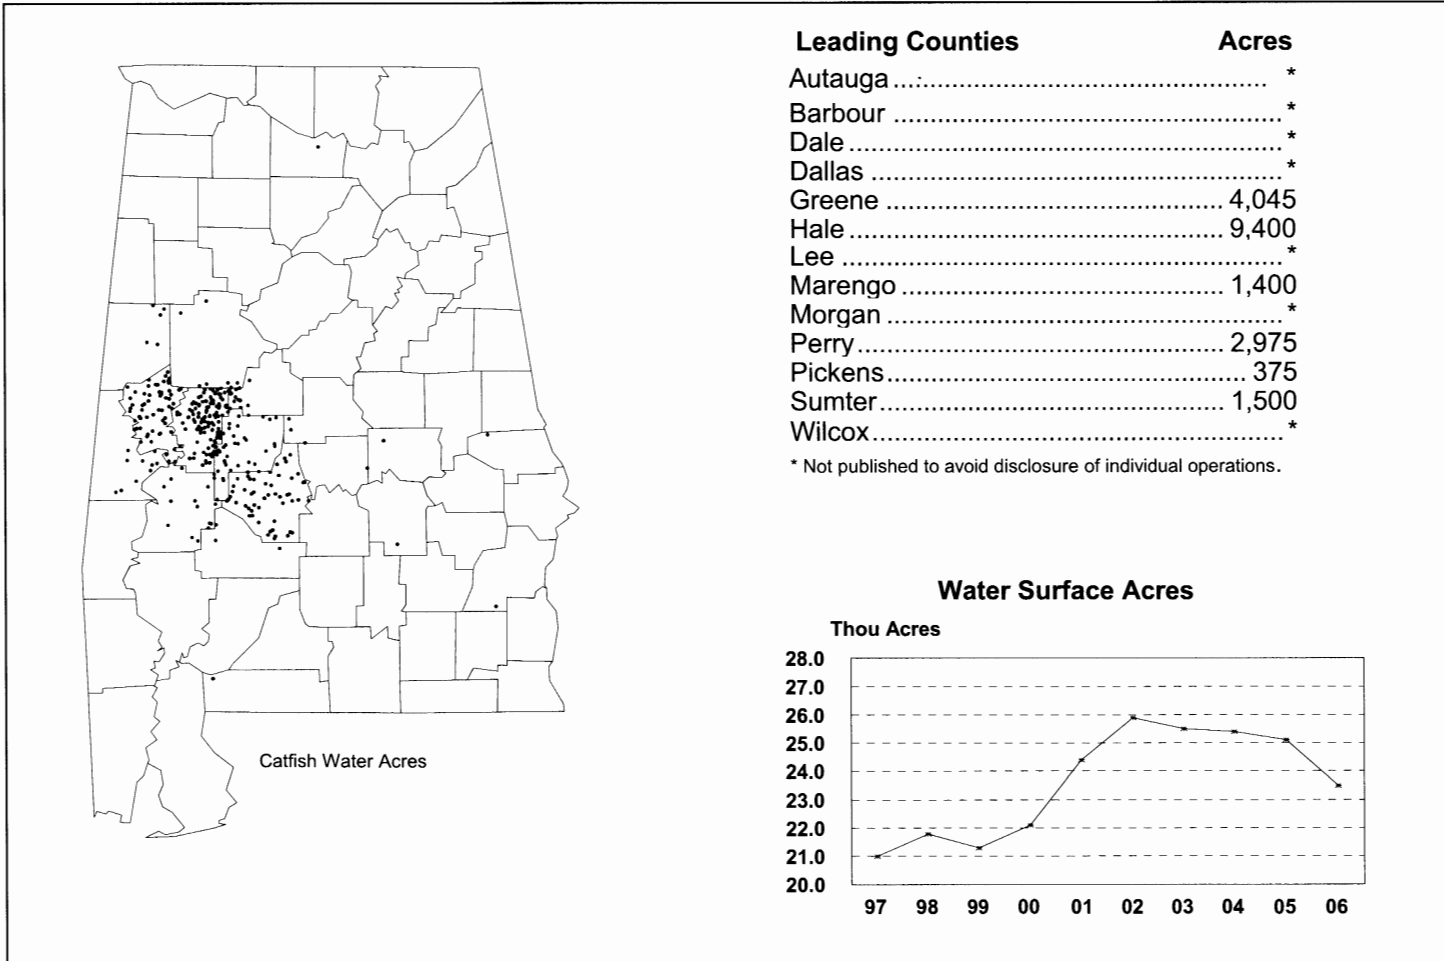 Leading Counties Acres
Autauga ...:.............................................. *
Barbour .................................................... *
Dale .......................................................... *
Dallas ....................................................... *
Greene ............................................. 4,045
Hale .................................................. 9,400
Lee ........................................................... *
Marengo ........................................... 1,400
Morgan ..................................................... *
Perry ................................................. 2,975
Pickens ................................................ 375
Sumter .............................................. 1,500
Wilcox ....................................................... *
* Not published to avoid disclosure of individual operations.
Catfish Water Acres
Water Surface Acres
Thou Acres
28.0
27.0
26.0
25.0
24.0
23.0
22.0
21.0
20.0
97 98 99 00 01 02 03 04 05 06